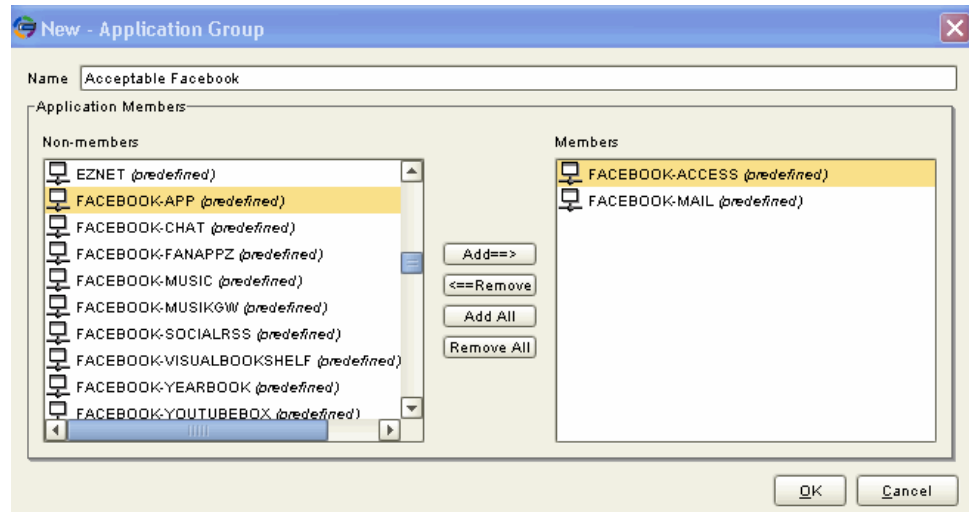 New - Application Group
Name Acceptable Facebook
Application Members
Non-members
EZNET (predefined)
FACEBOOK-APP (predefined)
FACEBOOK-CHAT (predefined)
FACEBOOK-FANAPPZ (predefined)
FACEBOOK-MUSIC (predefined)
FACEBOOK-MUSIKGW (predefined)
FACEBOOK-SOCIALRSS (predefined)
FACEBOOK-VISUALBOOKSHELF (predefined)
FACEBOOK-YEARBOOK (predefined)
FACEBOOK-YOUTUBEBOX (predefined)
Add==>
<==Remove
Add All
Remove All
Members
FACEBOOK-ACCESS (predefined)
FACEBOOK-MAIL (predefined)
OK
Cancel